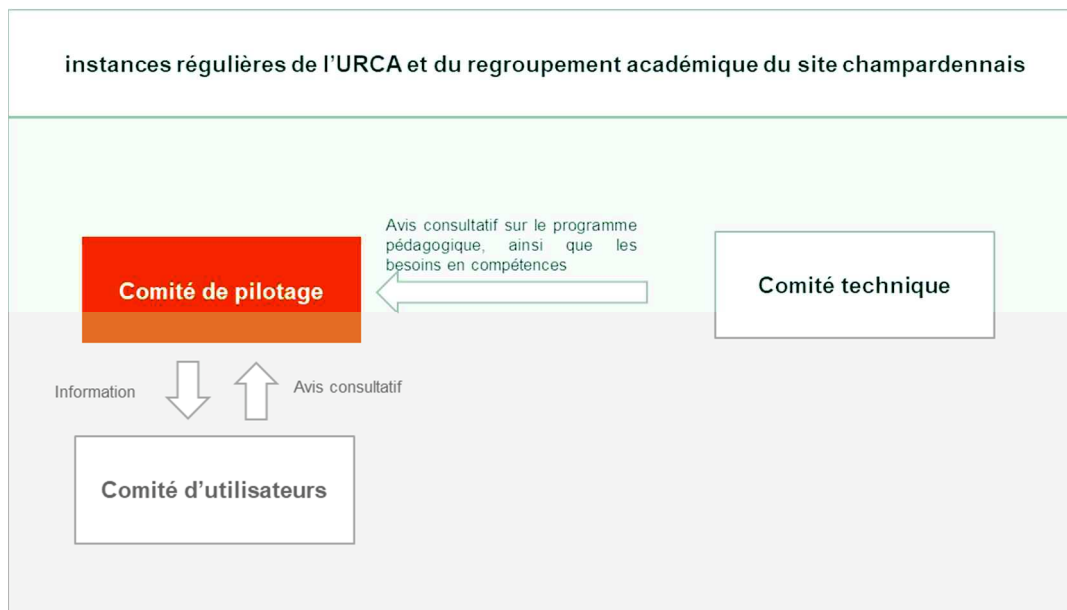 instances régulières de l'URCA et du regroupement académique du site champardennais
Avis consultatif sur le programme
pédagogique, ainsi que les
besoins en compétences
Comité de pilotage
Comité technique
Information
Avis consultatif
Comité d'utilisateurs